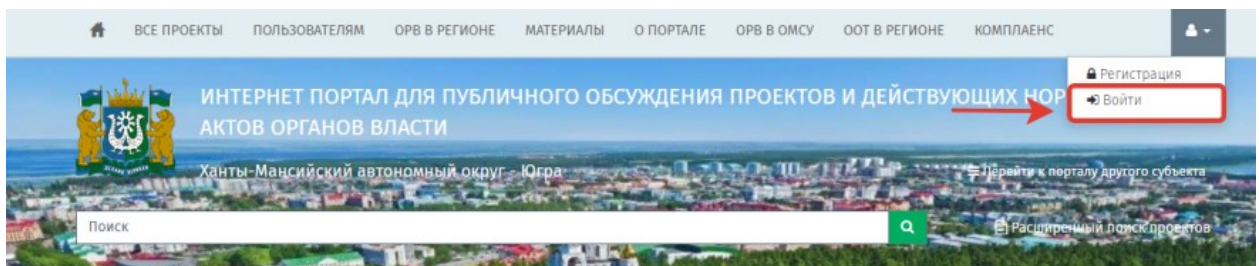 ВСЕ ПРОЕКТЫ ПОЛЬЗОВАТЕЛЯМ ОРВ В РЕГИОНЕ МАТЕРИАЛЫ О ПОРТАЛЕ ОРВ В ОМСУ ООТ В РЕГИОНЕ КОМПЛАЕНС
Регистрация
ИНТЕРНЕТ ПОРТАЛ ДЛЯ ПУБЛИЧНОГО ОБСУЖДЕНИЯ ПРОЕКТОВ И ДЕЙСТВУЮЩИХ НОР
Войти
АКТОВ ОРГАНОВ ВЛАСТИ
Ханты-Мансийский автономный округ - Югра
Перейти к порталу другого субъекта
Поиск
Расширенный поиск проектов